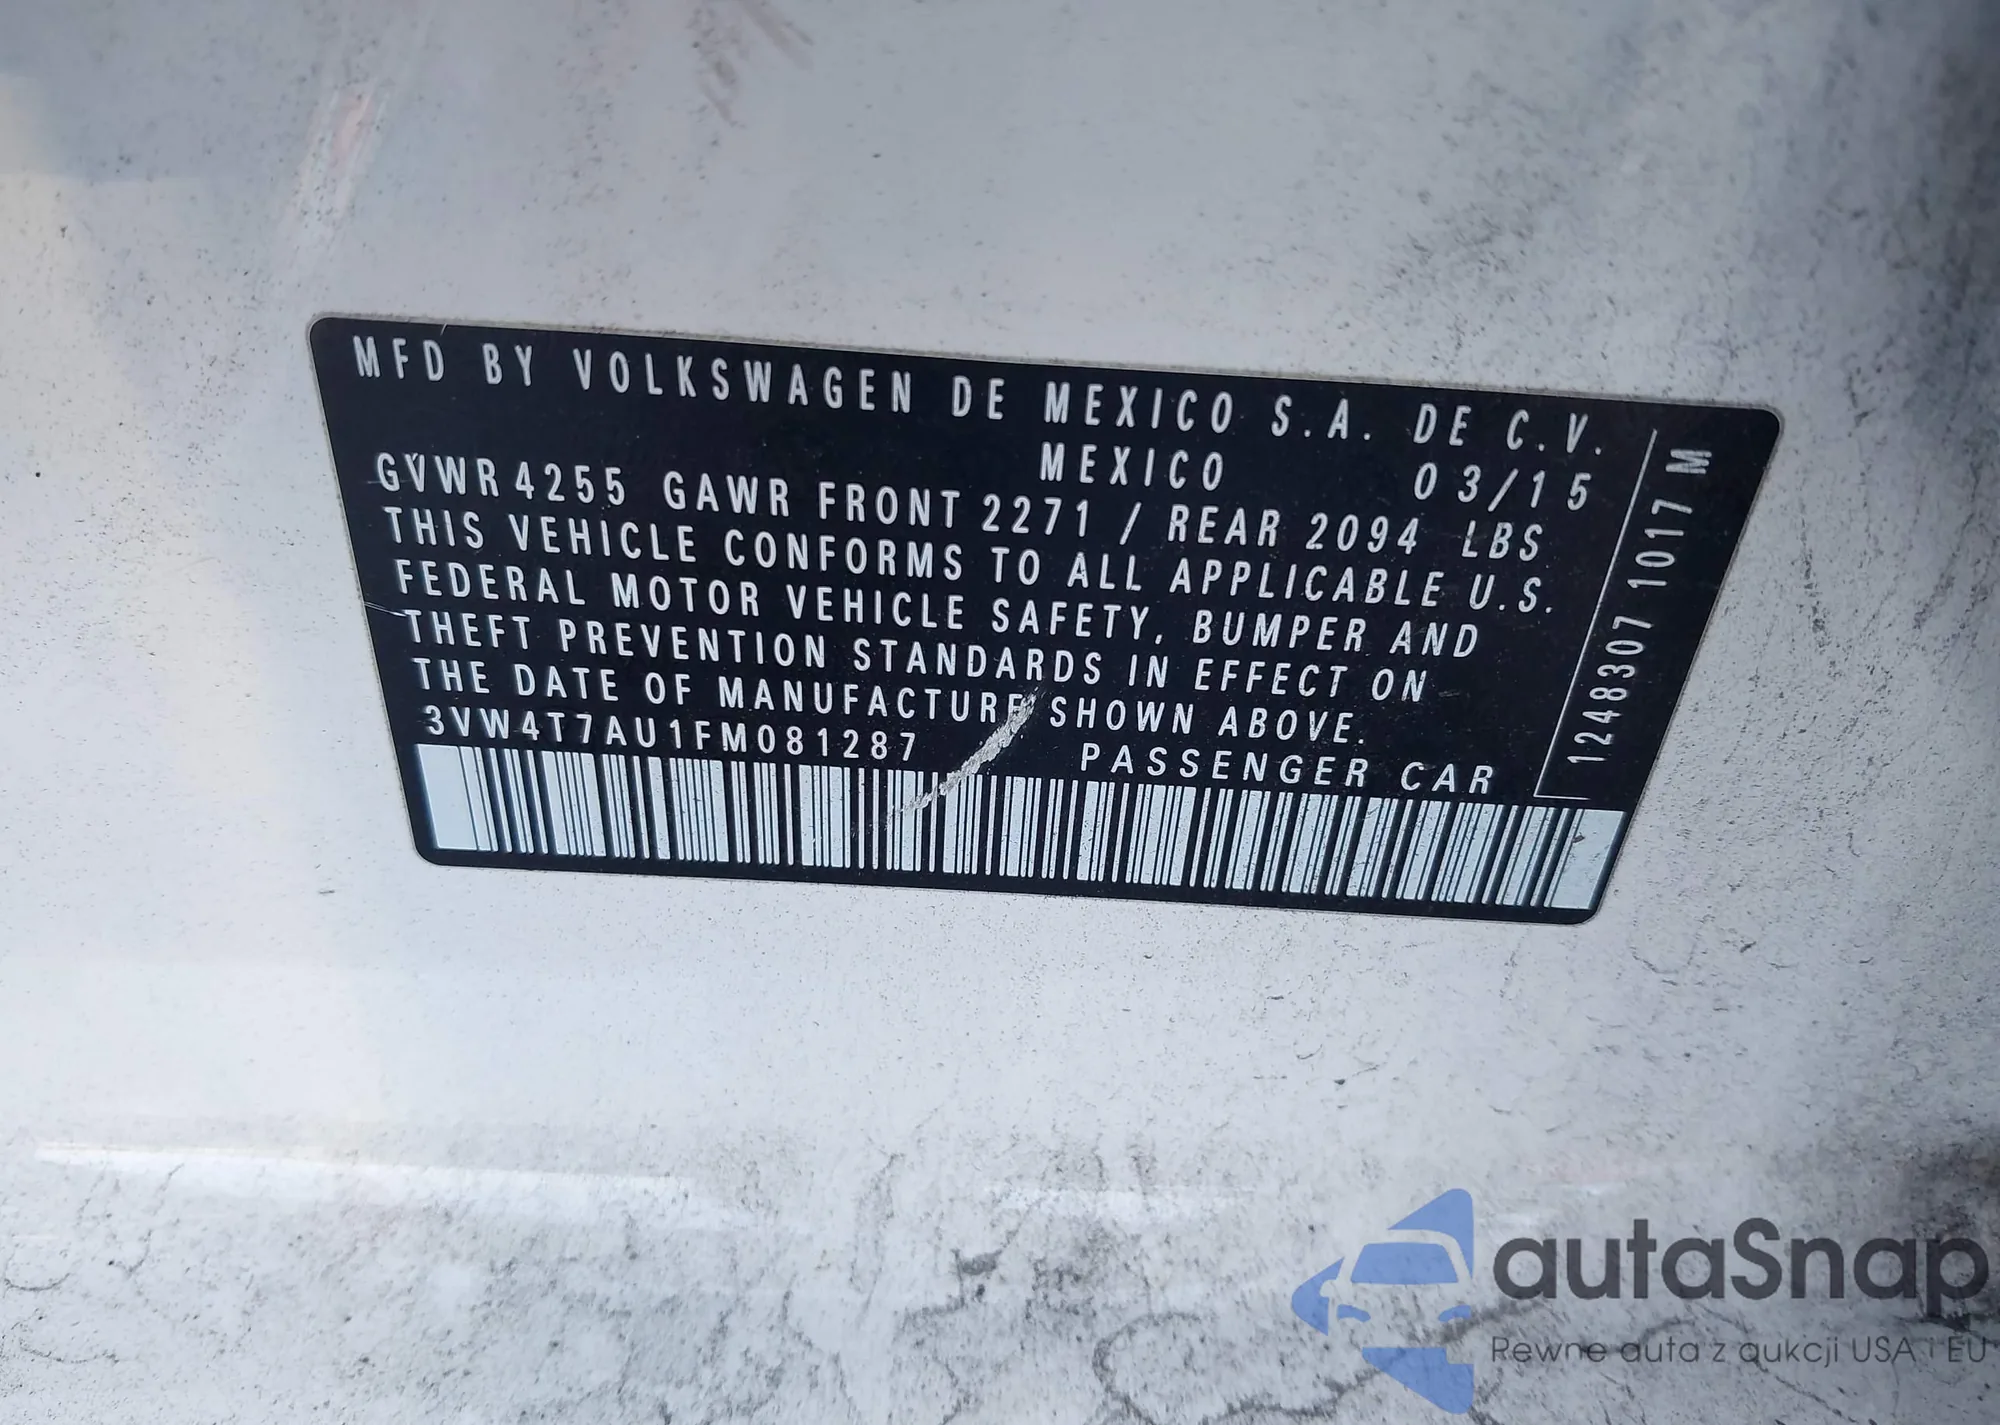 MFD BY VOLKSWAGEN DE MEXICO S.A. DE C.V.
MEXICO 03/15
GVWR 4255 GAWR FRONT 2271 / REAR 2094 LBS
THIS VEHICLE CONFORMS TO ALL APPLICABLE U.S.
FEDERAL MOTOR VEHICLE SAFETY, BUMPER AND
THEFT PREVENTION STANDARDS IN EFFECT ON
THE DATE OF MANUFACTURE SHOWN ABOVE.
3VW4T7AU1FM081287 PASSENGER CAR
1248307 1017 M
autaSnap
Pewne auta z aukcji USA i EU